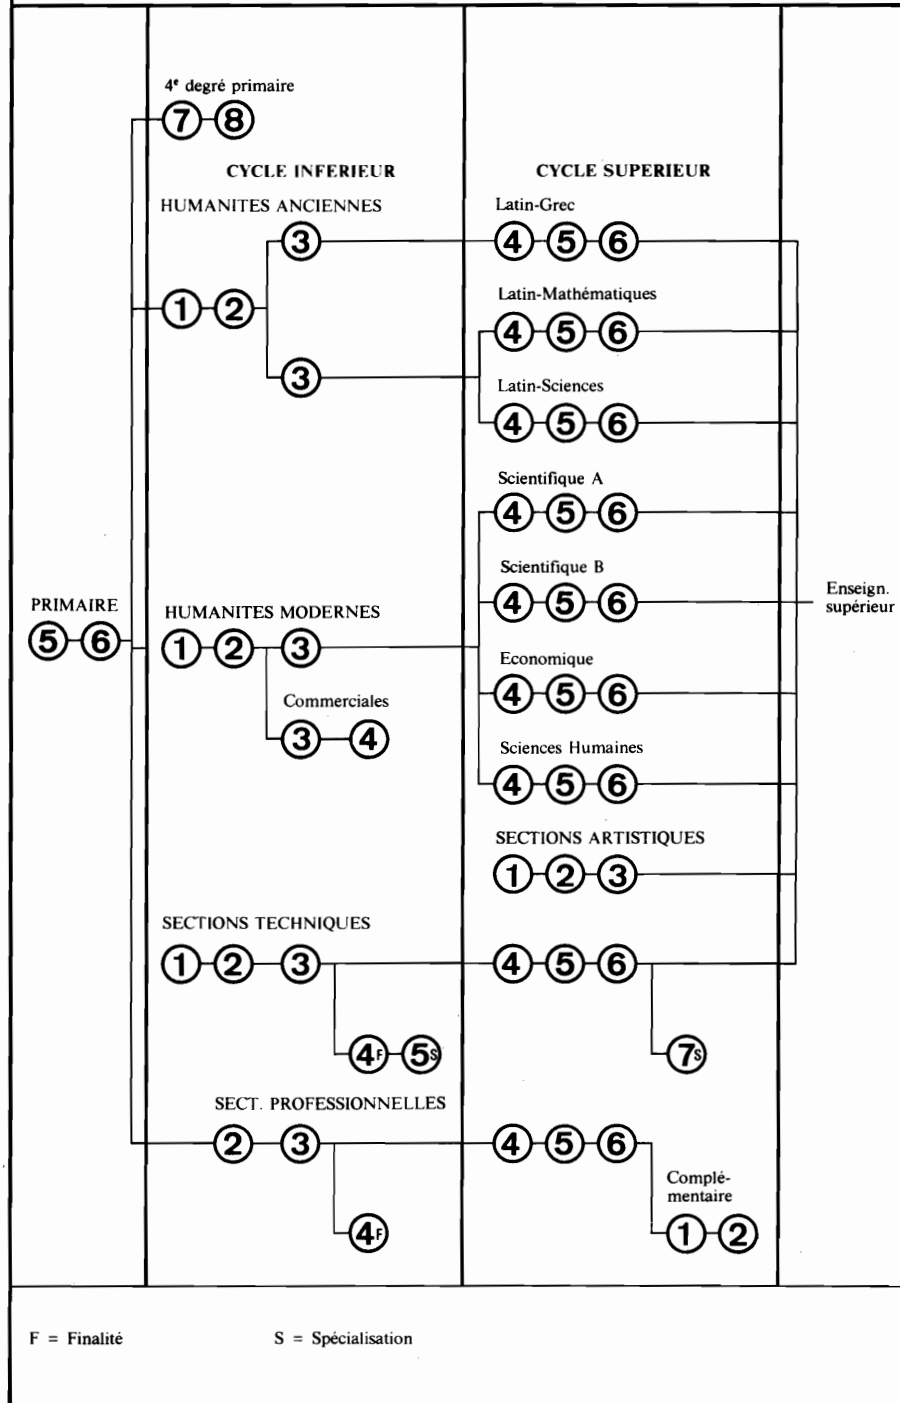 4e degré primaire
7 8
CYCLE INFERIEUR
CYCLE SUPERIEUR
HUMANITES ANCIENNES
Latin-Grec
3
4 5 6
1 2
Latin-Mathématiques
4 5 6
3
Latin-Sciences
4 5 6
Scientifique A
4 5 6
Scientifique B
4 5 6
Enseign.
supérieur
PRIMAIRE
5 6
HUMANITES MODERNES
1 2 3
Economique
4 5 6
Commerciales
3 4
Sciences Humaines
4 5 6
SECTIONS ARTISTIQUES
1 2 3
SECTIONS TECHNIQUES
1 2 3
4 5 6
4F 5S
7S
SECT. PROFESSIONNELLES
2 3
4 5 6
Complé-
mentaire
4F
1 2
F = Finalité
S = Spécialisation